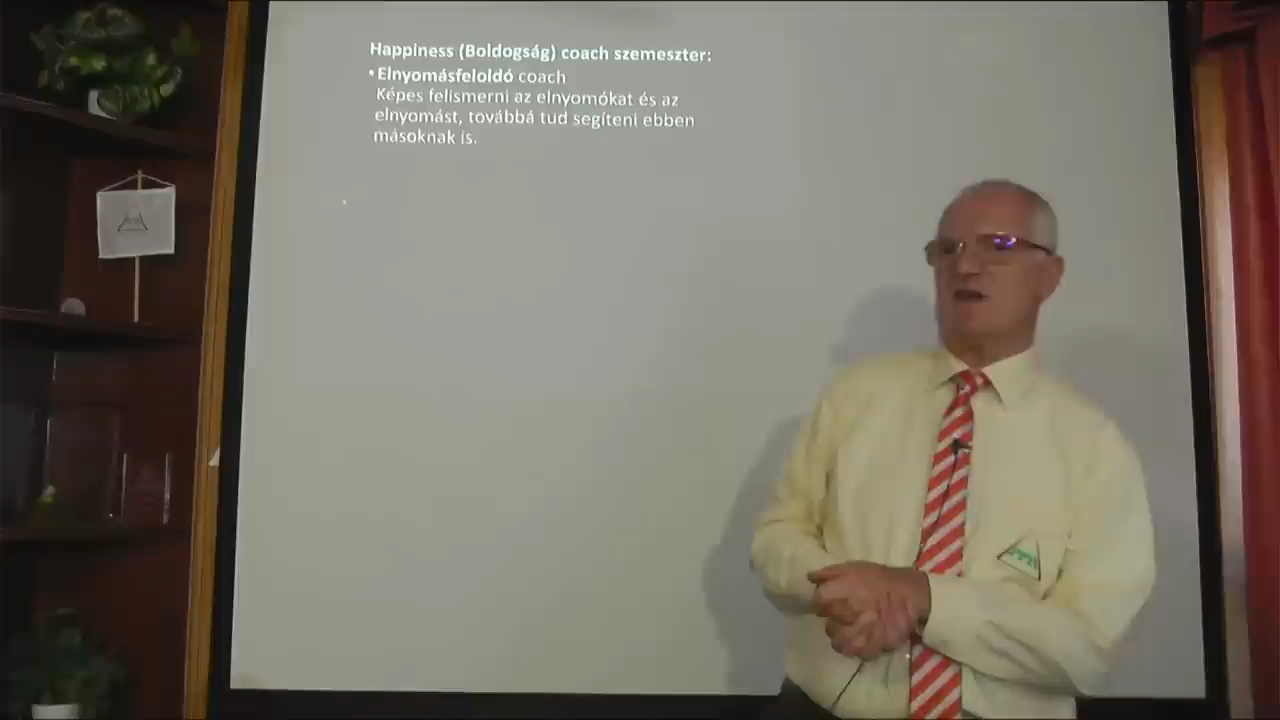 Happiness (Boldogság) coach szemeszter:
• Elnyomásfeloldó coach
Képes felismerni az elnyomókat és az
elnyomást, továbbá tud segíteni ebben
másoknak is.